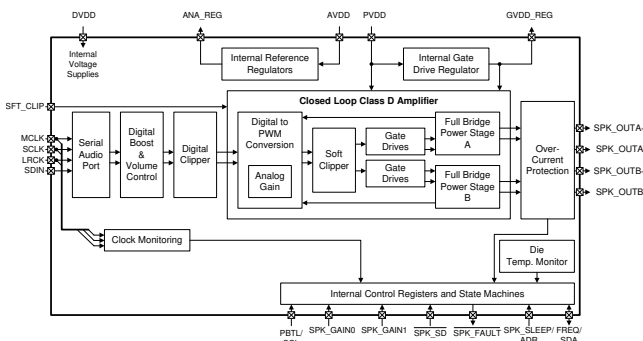 DVDD
ANA_REG
AVDD
PVDD
GVDD_REG
Internal
Voltage
Supplies
Internal Reference
Regulators
Internal Gate
Drive Regulator
SFT_CLIP
Closed Loop Class D Amplifier
MCLK
SCLK
LRCK
SDIN
Serial
Audio
Port
Digital
Boost
&
Volume
Control
Digital
Clipper
Digital to
PWM
Conversion
Analog
Gain
Soft
Clipper
Gate
Drives
Gate
Drives
Full Bridge
Power Stage
A
Full Bridge
Power Stage
B
Over-
Current
Protection
SPK_OUTA-
SPK_OUTA
SPK_OUTB-
SPK_OUTB
Clock Monitoring
Die
Temp. Monitor
Internal Control Registers and State Machines
PBTL/
SPK_GAIN0
SPK_GAIN1
SPK_SD
SPK_FAULT
SPK_SLEEP/
ADR
FREQ/
SDA